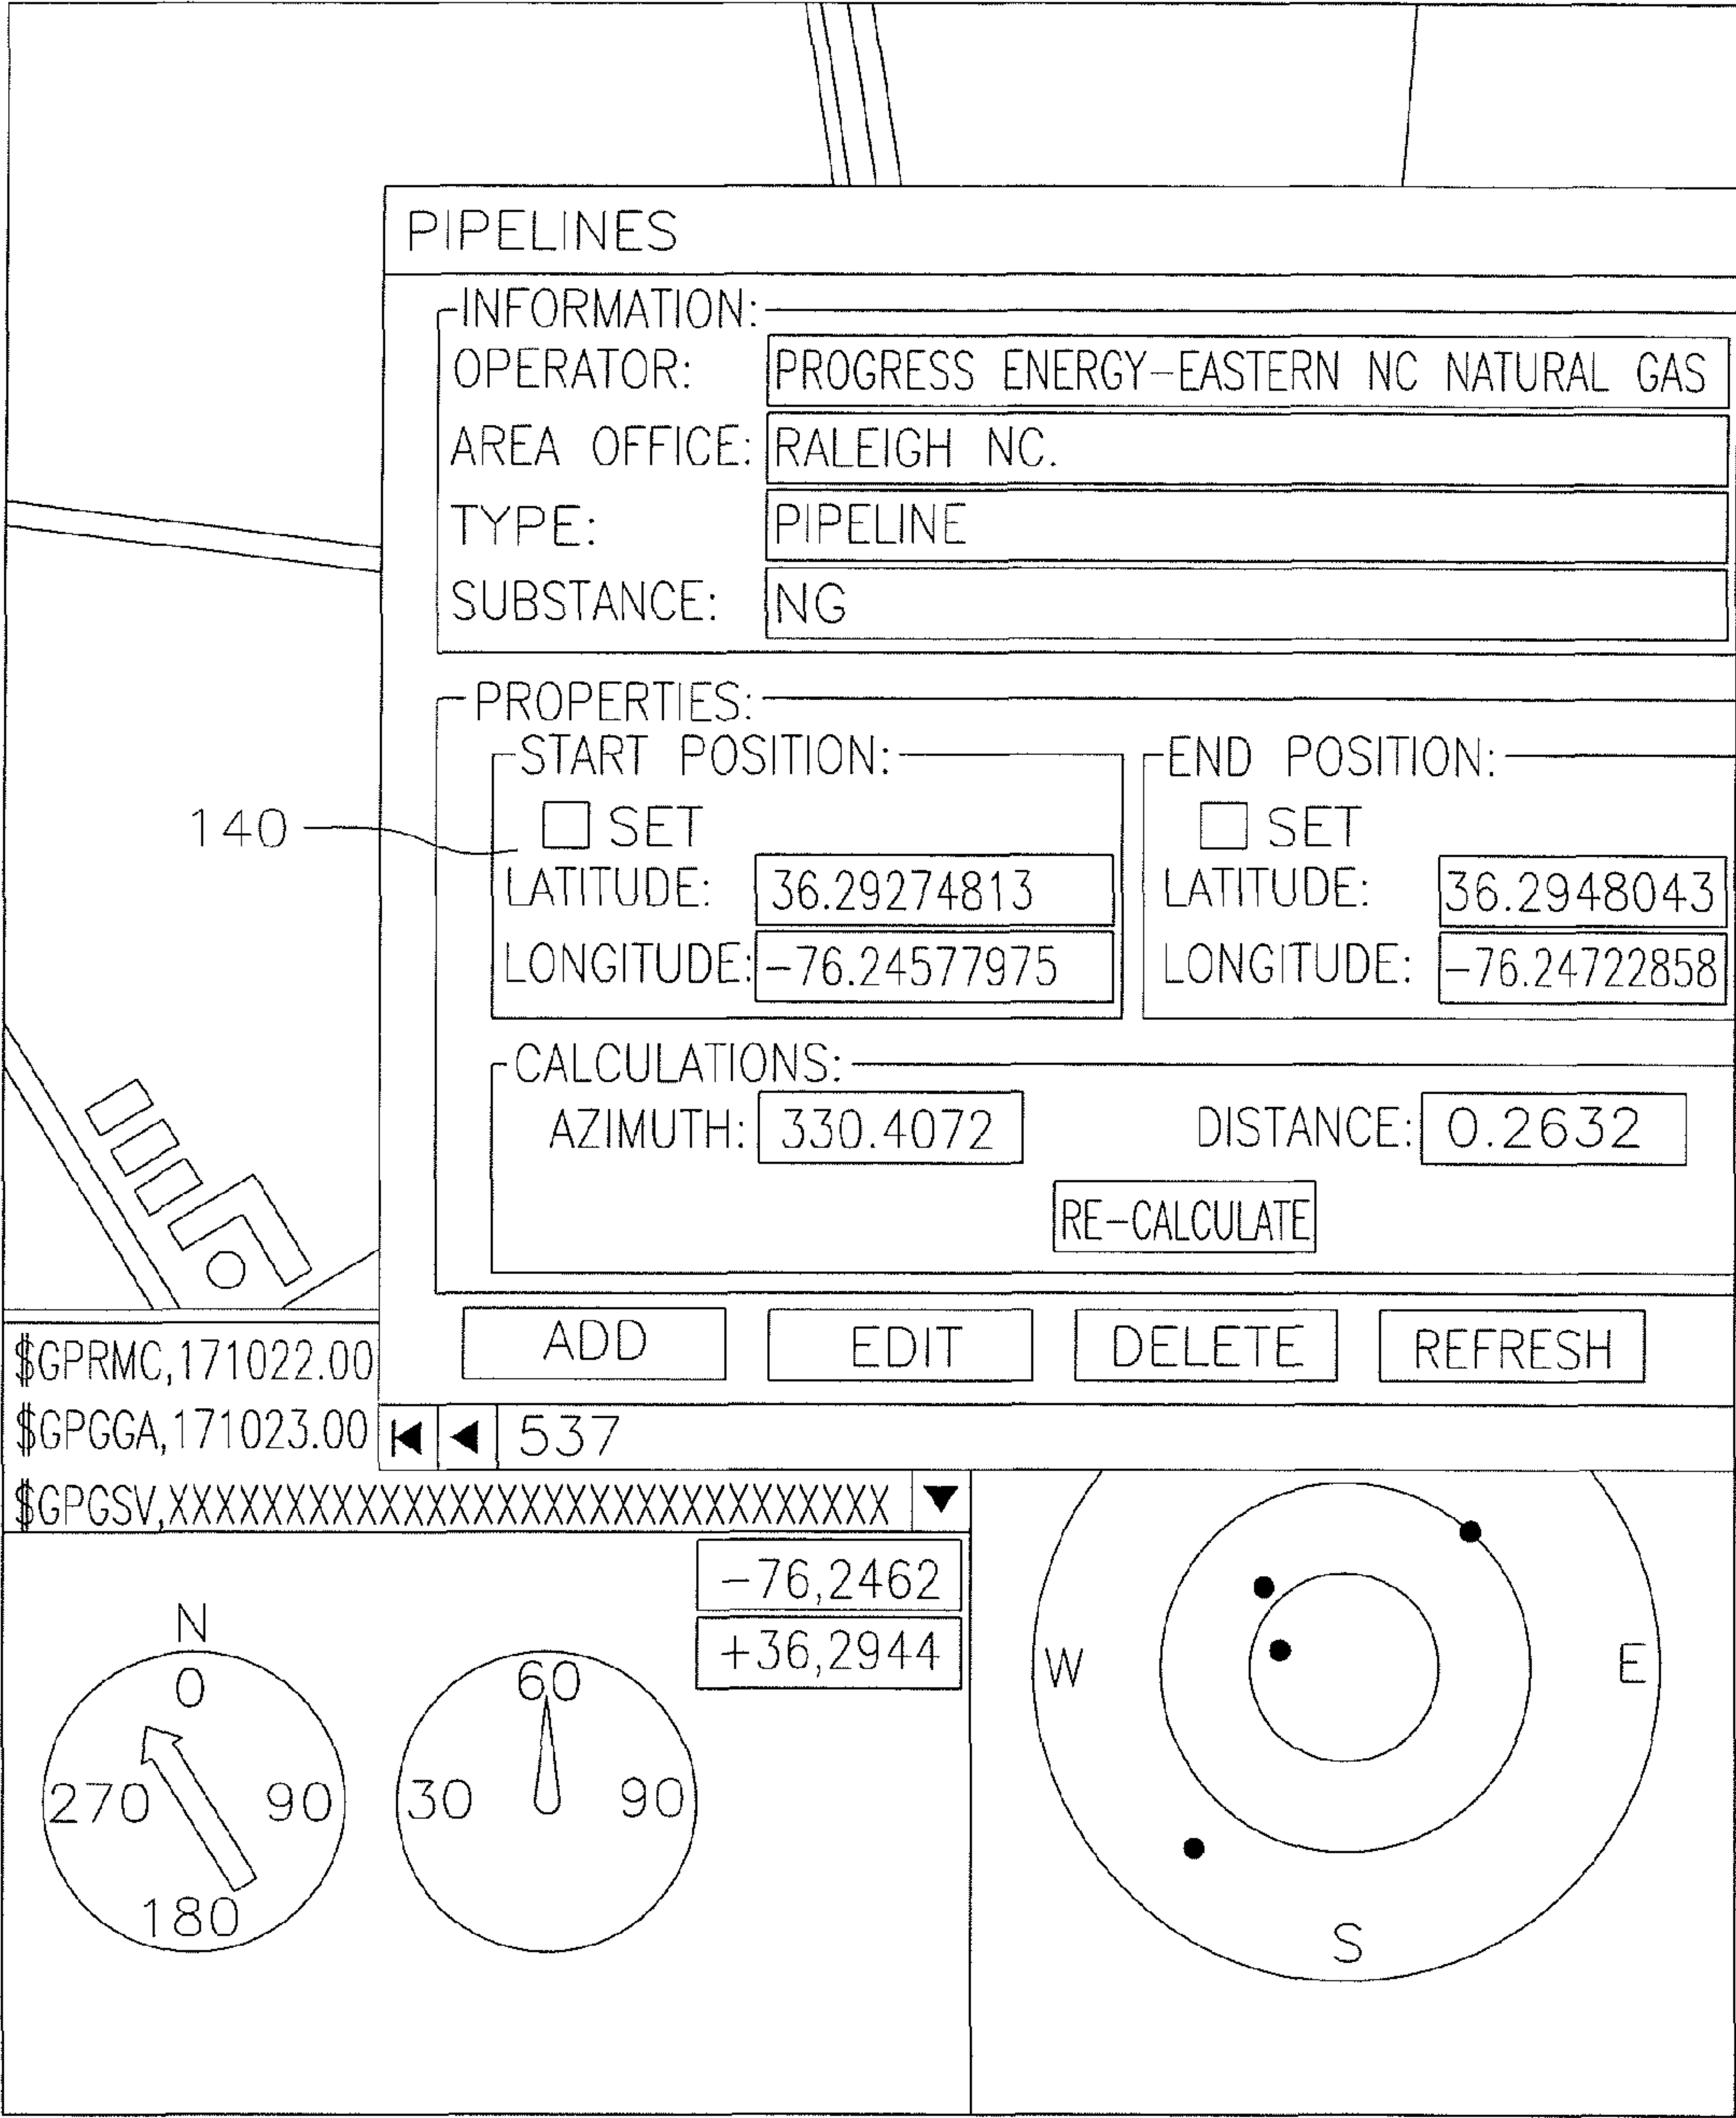 PIPELINES
INFORMATION:
OPERATOR: PROGRESS ENERGY-EASTERN NC NATURAL GAS
AREA OFFICE: RALEIGH NC.
TYPE: PIPELINE
SUBSTANCE: NG
PROPERTIES:
START POSITION: END POSITION:
140 SET SET
LATITUDE: 36.29274813 LATITUDE: 36.2948043
LONGITUDE: -76.24577975 LONGITUDE: -76.24722858
CALCULATIONS:
AZIMUTH: 330.4072 DISTANCE: 0.2632
RE-CALCULATE
ADD EDIT DELETE REFRESH
$GPRMC,171022.00
$GPGGA,171023.00 537
$GPGSV,XXXXXXXXXXXXXXXXXXXXXXXXXXXXXX
-76,2462
+36,2944
N
0 60
W E
270 90 30 90
180
S